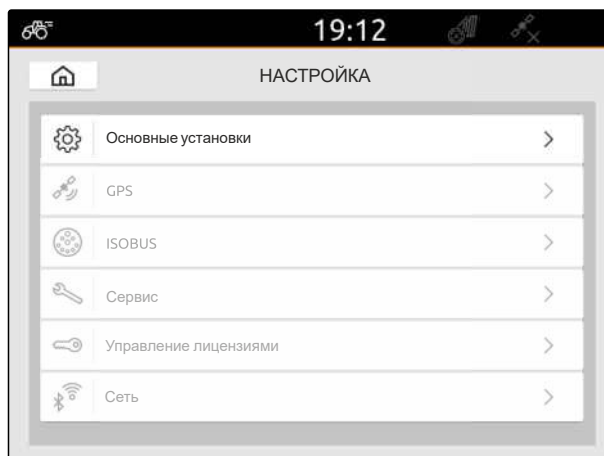 19:12
НАСТРОЙКА
Основные установки
GPS
ISOBUS
Сервис
Управление лицензиями
Сеть